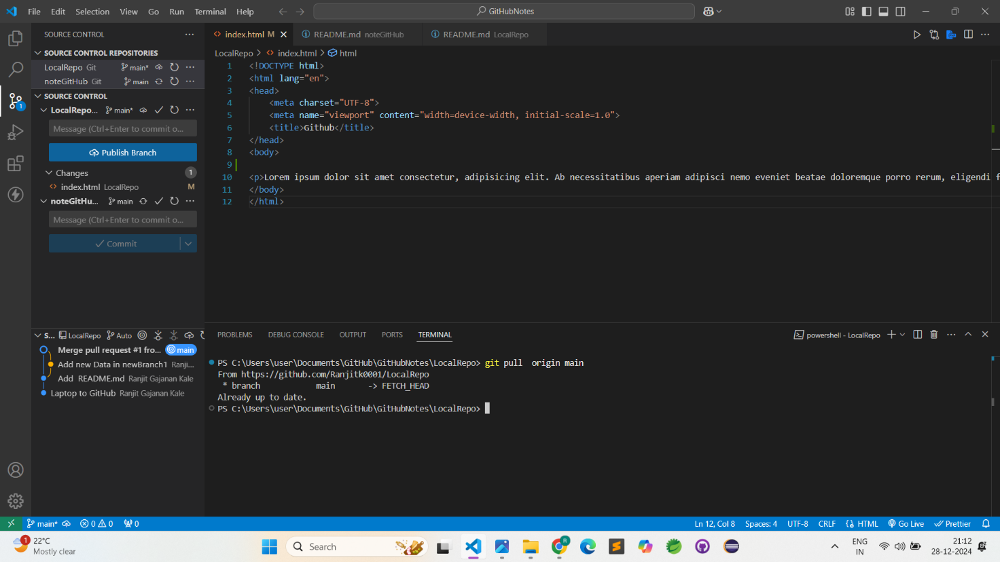 File Edit Selection View Go Run Terminal Help
GitHubNotes
SOURCE CONTROL
SOURCE CONTROL REPOSITORIES
LocalRepo Git main*
noteGitHub Git main
SOURCE CONTROL
1
LocalRepo... main*
Message (Ctrl+Enter to commit o...
Publish Branch
Changes 1
index.html LocalRepo M
noteGitHu... main
Message (Ctrl+Enter to commit o...
Commit
S... LocalRepo Auto
Merge pull request #1 fro... main
Add new Data in newBranch1 Ranji...
Add README.md Ranjit Gajanan Kale
Laptop to GitHub Ranjit Gajanan Kale
index.html M README.md noteGitHub README.md LocalRepo
LocalRepo > index.html > html
1 <!DOCTYPE html>
2 <html lang="en">
3 <head>
4 <meta charset="UTF-8">
5 <meta name="viewport" content="width=device-width, initial-scale=1.0">
6 <title>Github</title>
7 </head>
8 <body>
9
10 <p>Lorem ipsum dolor sit amet consectetur, adipisicing elit. Ab necessitatibus aperiam adipisci nemo eveniet beatae doloremque porro rerum, eligendi f
11 </body>
12 </html>
PROBLEMS DEBUG CONSOLE OUTPUT PORTS TERMINAL
powershell - LocalRepo
PS C:\Users\user\Documents\GitHub\GitHubNotes\LocalRepo> git pull  origin main
From https://github.com/Ranjitk0001/LocalRepo
* branch main -> FETCH_HEAD
Already up to date.
PS C:\Users\user\Documents\GitHub\GitHubNotes\LocalRepo>
main* 0 0 0
Ln 12, Col 8 Spaces: 4 UTF-8 CRLF HTML Go Live Prettier
1
22°C
Mostly clear
Search
R
ENG
IN
21:12
28-12-2024